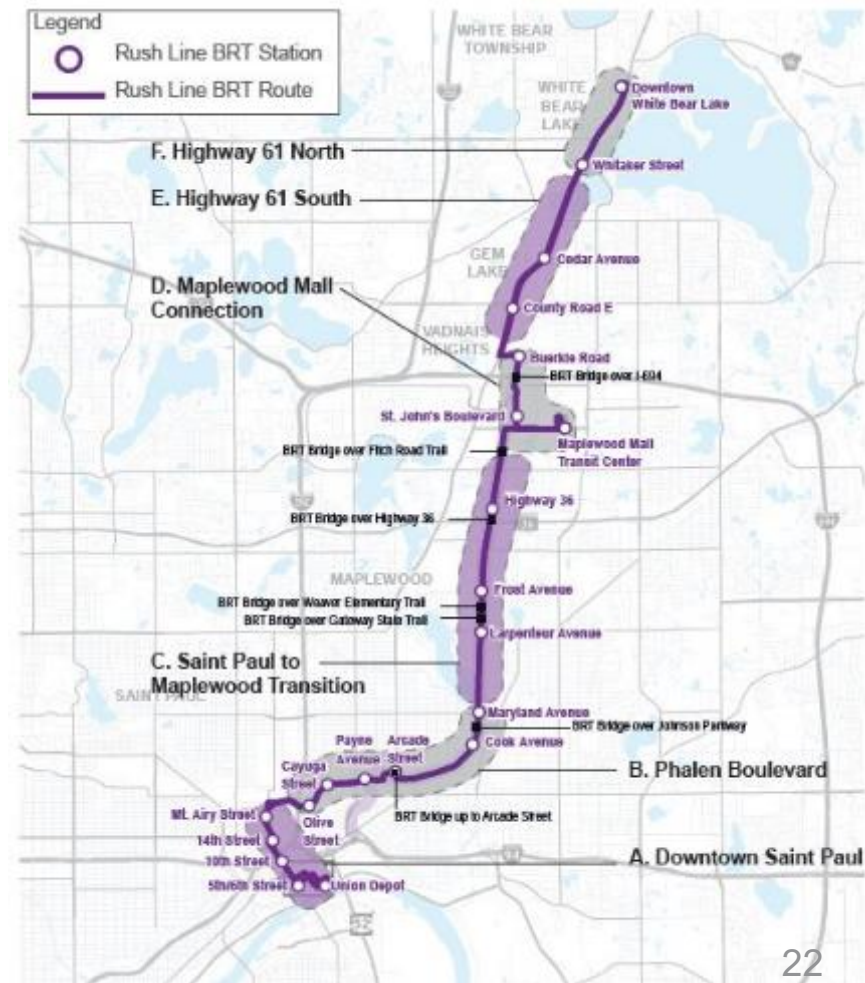 Legend
Rush Line BRT Station
Rush Line BRT Route
WHITE BEAR
TOWNSHIP
WHITE
BEAR
LAKE
Downtown
White Bear Lake
F. Highway 61 North
Whitaker Street
E. Highway 61 South
Cedar Avenue
GEM
LAKE
D. Maplewood Mall
Connection
County Road E
VADNAIS
HEIGHTS
Buerkle Road
BRT Bridge over I-694
St. John's Boulevard
Maplewood Mall
Transit Center
BRT Bridge over Fitch Road Trail
Highway 36
BRT Bridge over Highway 36
MAPLEWOOD
Frost Avenue
BRT Bridge over Weaver Elementary Trail
BRT Bridge over Gateway State Trail
Larpenteur Avenue
C. Saint Paul to
Maplewood Transition
SAINT PAUL
Maryland Avenue
BRT Bridge over Johnson Parkway
Cook Avenue
Payne
Avenue
Arcade
Street
Cayuga
Street
B. Phalen Boulevard
Mt. Airy Street
Olive
Street
BRT Bridge up to Arcade Street
14th Street
10th Street
A. Downtown Saint Paul
5th/6th Street
Union Depot
52
22